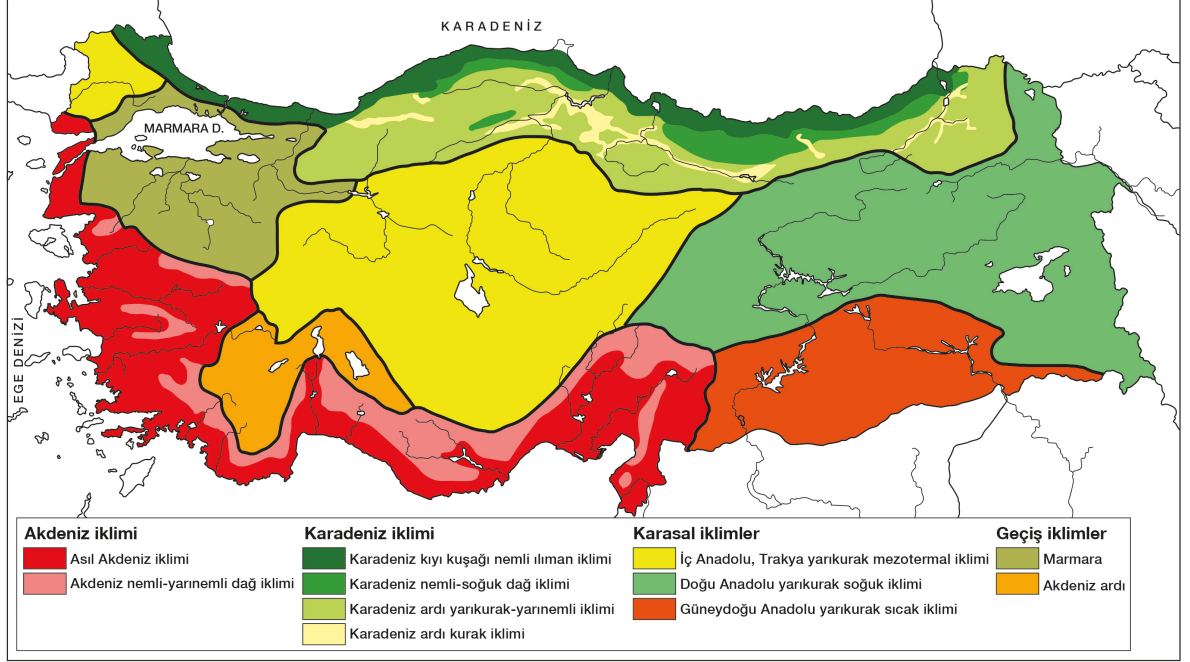 KARADENİZ
MARMARA D.
EGE DENİZİ
Akdeniz iklimi
Asıl Akdeniz iklimi
Akdeniz nemli-yarınemli dağ iklimi
Karadeniz iklimi
Karadeniz kıyı kuşağı nemli ılıman iklimi
Karadeniz nemli-soğuk dağ iklimi
Karadeniz ardı yarıkurak-yarınemli iklimi
Karadeniz ardı kurak iklimi
Karasal iklimler
İç Anadolu, Trakya yarıkurak mezotermal iklimi
Doğu Anadolu yarıkurak soğuk iklimi
Güneydoğu Anadolu yarıkurak sıcak iklimi
Geçiş iklimler
Marmara
Akdeniz ardı